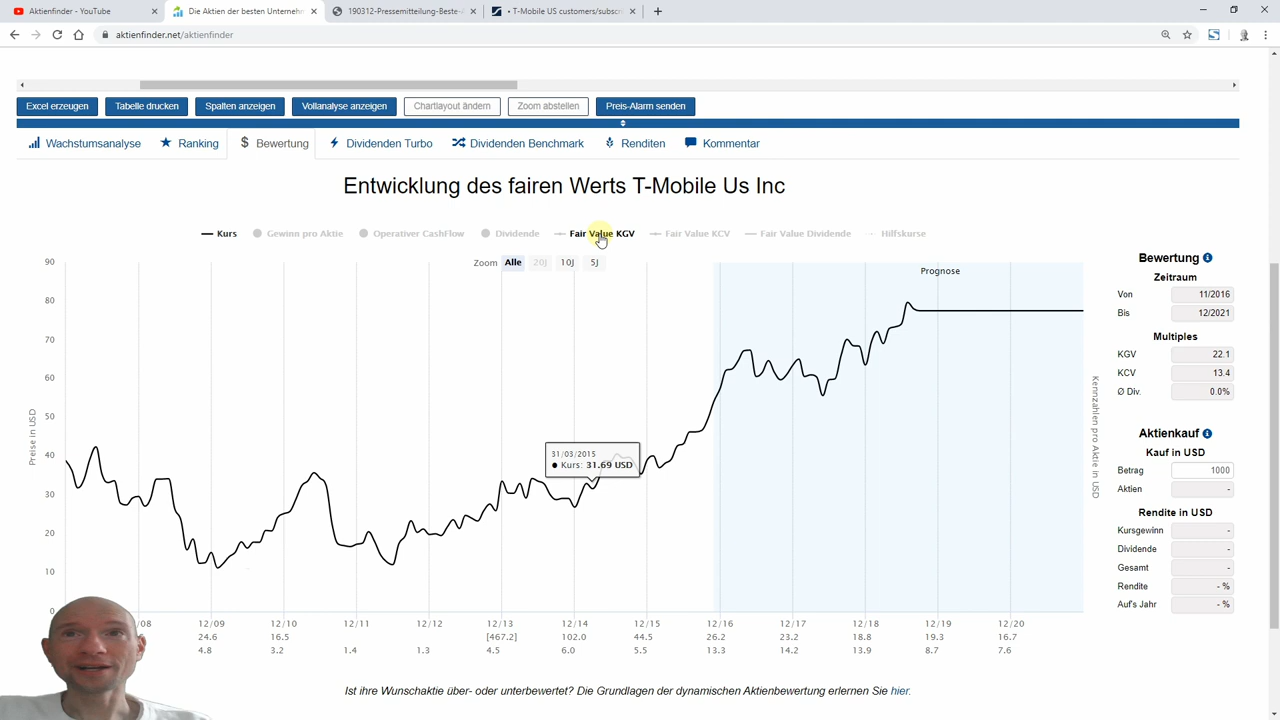 Aktienfinder - YouTube
Die Aktien der besten Unternehm
190312-Pressemitteilung-Beste-A
• T-Mobile US customers/subscri
aktienfinder.net/aktienfinder
Excel erzeugen
Tabelle drucken
Spalten anzeigen
Vollanalyse anzeigen
Chartlayout ändern
Zoom abstellen
Preis-Alarm senden
Wachstumsanalyse
Ranking
Bewertung
Dividenden Turbo
Dividenden Benchmark
Renditen
Kommentar
Entwicklung des fairen Werts T-Mobile Us Inc
Kurs
Gewinn pro Aktie
Operativer CashFlow
Dividende
Fair Value KGV
Fair Value KCV
Fair Value Dividende
Hilfskurse
Zoom Alle 20J 10J 5J
Prognose
Preise in USD
90
80
70
60
50
40
30
20
10
0
31/03/2015
Kurs: 31.69 USD
Kennzahlen pro Aktie in USD
/08 12/09 12/10 12/11 12/12 12/13 12/14 12/15 12/16 12/17 12/18 12/19 12/20
24.6 16.5 [467.2] 102.0 44.5 26.2 23.2 18.8 19.3 16.7
4.8 3.2 1.4 1.3 4.5 6.0 5.5 13.3 14.2 13.9 8.7 7.6
Bewertung
Zeitraum
Von 11/2016
Bis 12/2021
Multiples
KGV 22.1
KCV 13.4
Ø Div. 0.0%
Aktienkauf
Kauf in USD
Betrag 1000
Aktien -
Rendite in USD
Kursgewinn -
Dividende -
Gesamt -
Rendite - %
Auf's Jahr - %
Ist ihre Wunschaktie über- oder unterbewertet? Die Grundlagen der dynamischen Aktienbewertung erlernen Sie hier.